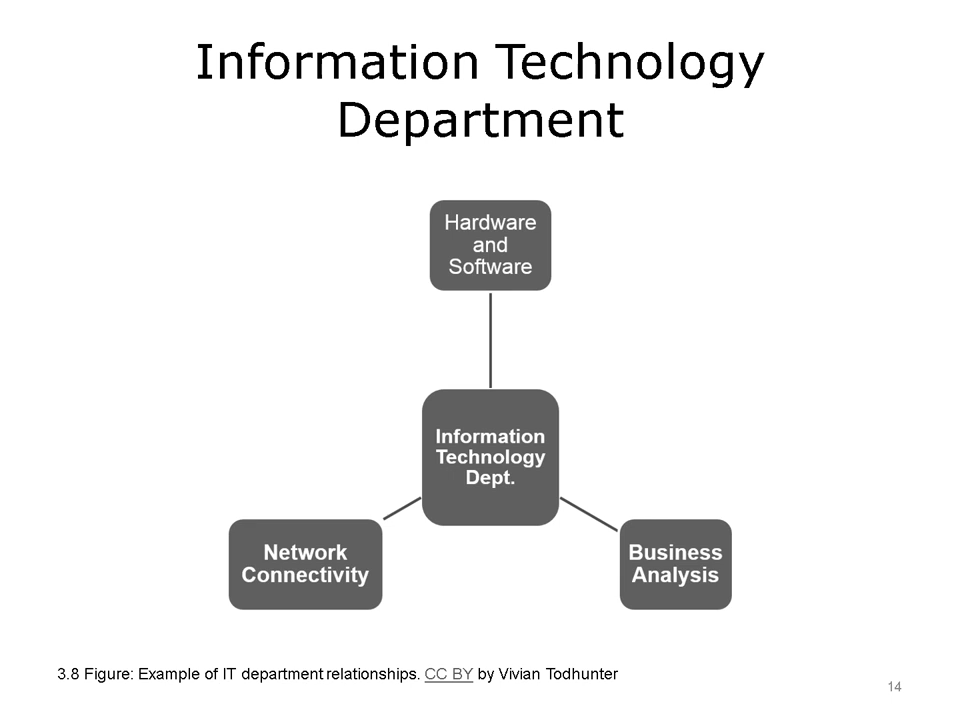 Information Technology
Department
Hardware
and
Software
Information
Technology
Dept.
Network
Connectivity
Business
Analysis
3.8 Figure: Example of IT department relationships. CC BY by Vivian Todhunter
14